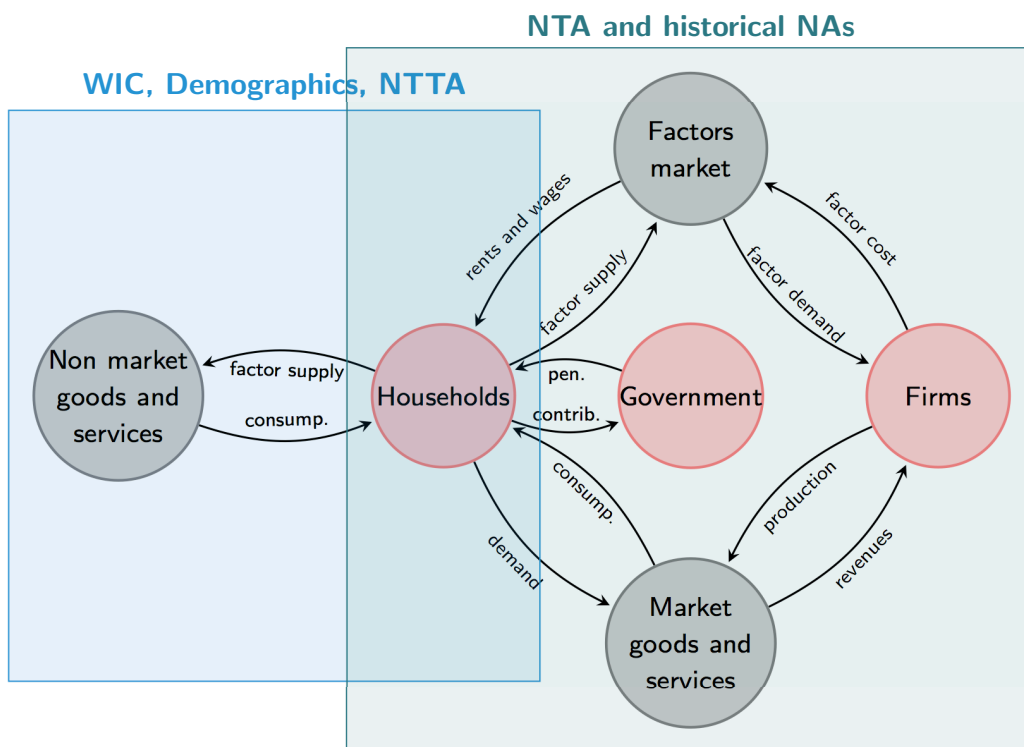 NTA and historical NAs
WIC, Demographics, NTTA
Factors
market
rents and wages
factor supply
factor cost
factor demand
Non market
goods and
services
factor supply
consump.
Households
pen.
contrib.
Government
Firms
consump.
demand
production
revenues
Market
goods and
services